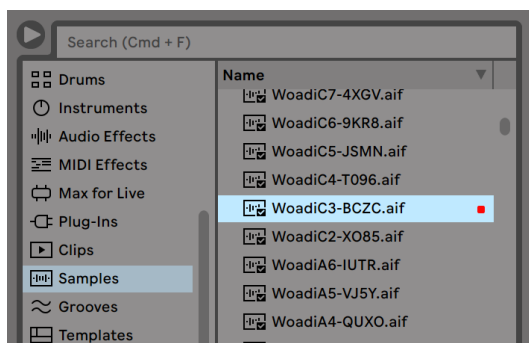 Search (Cmd + F)
Drums
Instruments
Audio Effects
MIDI Effects
Max for Live
Plug-Ins
Clips
Samples
Grooves
Templates
Name
WoadiC7-4XGV.aif
WoadiC6-9KR8.aif
WoadiC5-JSMN.aif
WoadiC4-T096.aif
WoadiC3-BCZC.aif
WoadiC2-XO85.aif
WoadiA6-IUTR.aif
WoadiA5-VJ5Y.aif
WoadiA4-QUXO.aif